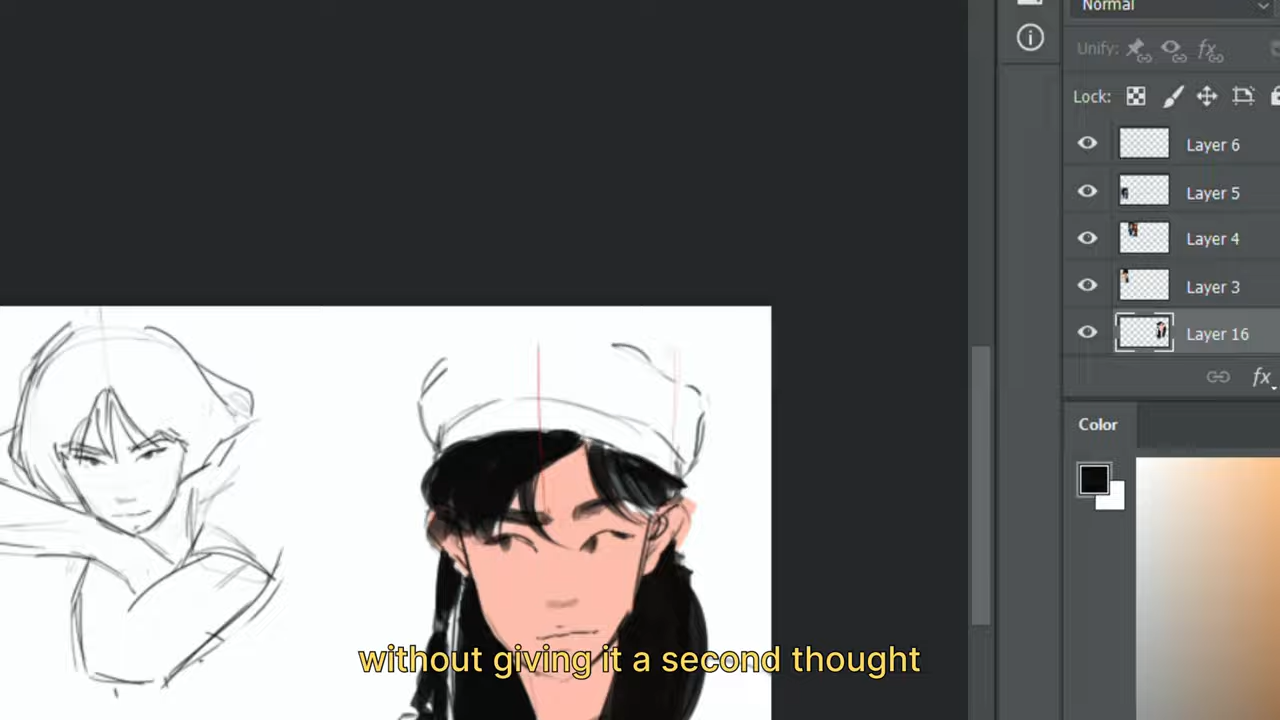 Normal
Unify:
Lock:
Layer 6
Layer 5
Layer 4
Layer 3
Layer 16
fx
Color
without giving it a second thought